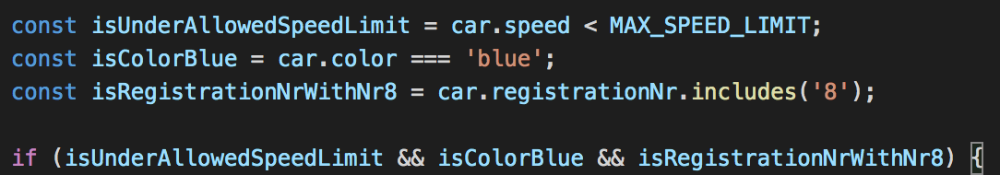 const isUnderAllowedSpeedLimit = car.speed < MAX_SPEED_LIMIT;
const isColorBlue = car.color === 'blue';
const isRegistrationNrWithNr8 = car.registrationNr.includes('8');
if (isUnderAllowedSpeedLimit && isColorBlue && isRegistrationNrWithNr8) {